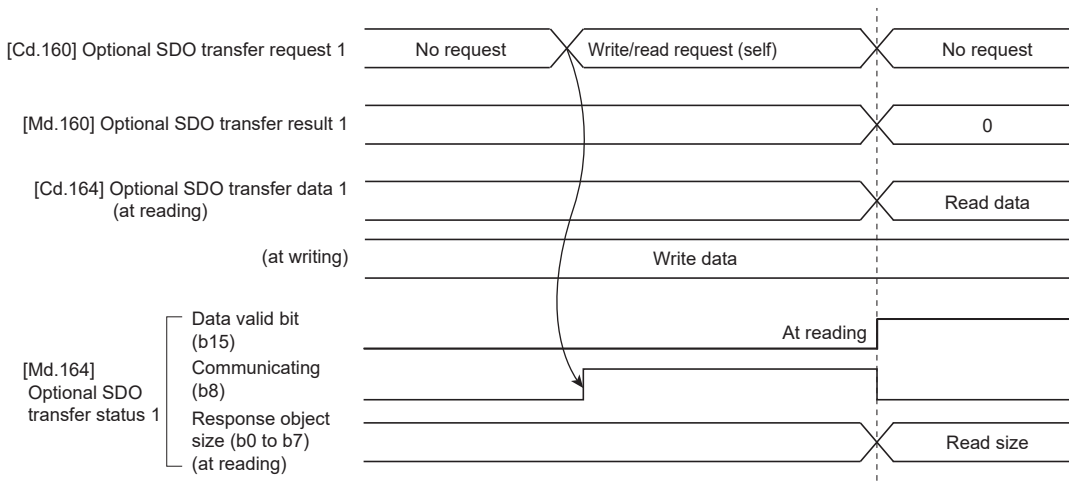 [Cd.160] Optional SDO transfer request 1
No request
Write/read request (self)
No request
[Md.160] Optional SDO transfer result 1
0
[Cd.164] Optional SDO transfer data 1
(at reading)
Read data
(at writing)
Write data
[Md.164]
Optional SDO
transfer status 1
Data valid bit
(b15)
At reading
Communicating
(b8)
Response object
size (b0 to b7)
(at reading)
Read size